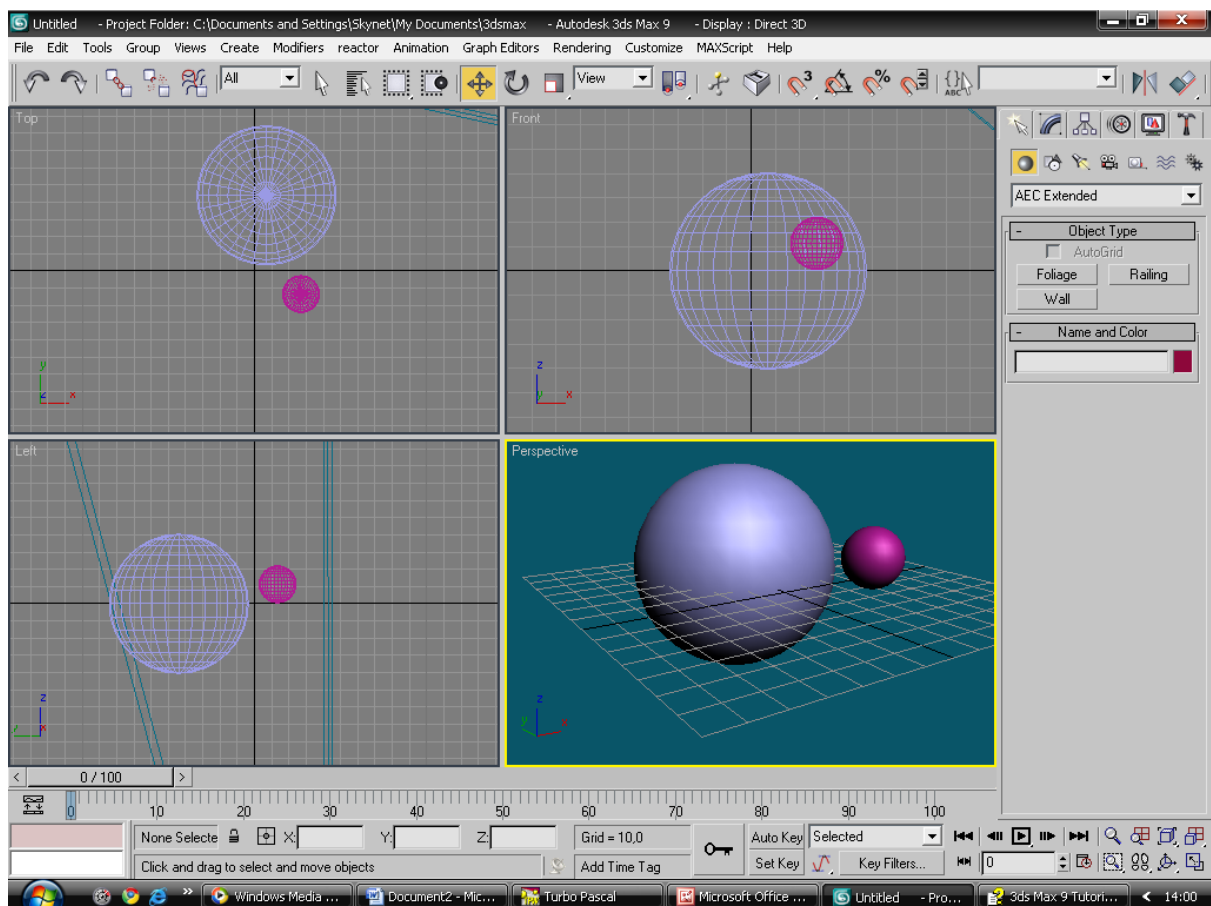 Untitled - Project Folder: C:\Documents and Settings\Skynet\My Documents\3dsmax - Autodesk 3ds Max 9 - Display : Direct 3D
File Edit Tools Group Views Create Modifiers reactor Animation Graph Editors Rendering Customize MAXScript Help
All View 3 % ABC
Top Front
AEC Extended
- Object Type
AutoGrid
Foliage Railing
Wall
- Name and Color
y
z x
z
y x
Left Perspective
z
y x
z
y x
< 0 / 100 >
0 10 20 30 40 50 60 70 80 90 100
None Selecte X: Y: Z: Grid = 10,0 Auto Key Selected
Click and drag to select and move objects Add Time Tag Set Key Key Filters... 0
» Windows Media ... Document2 - Mic... Turbo Pascal Microsoft Office ... Untitled - Pro... 3ds Max 9 Tutori... < 14:00